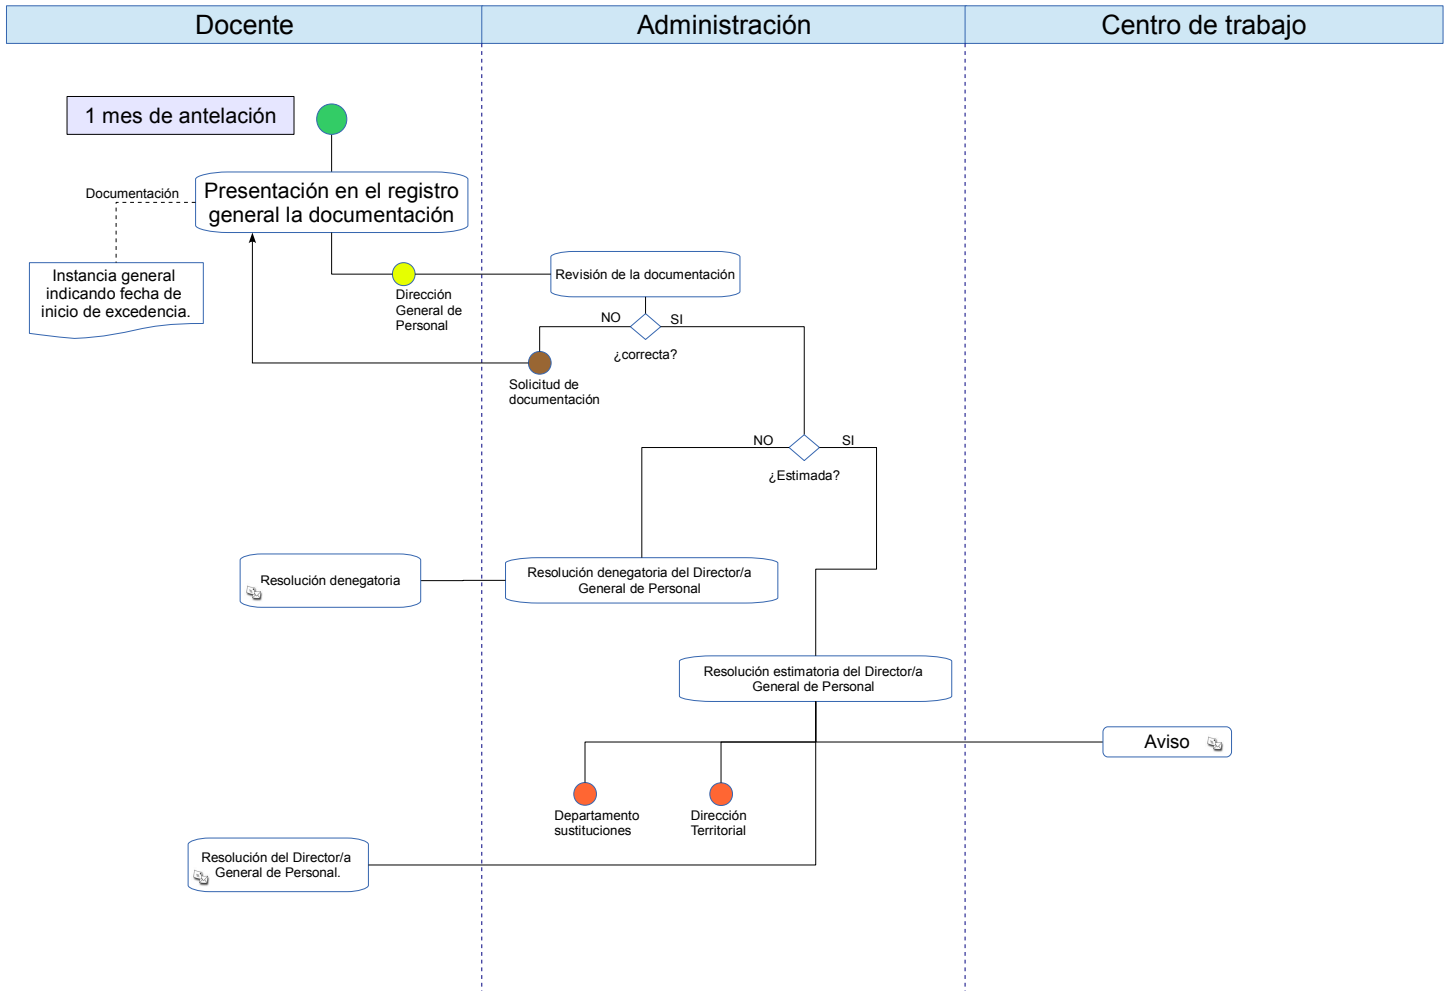 Docente
Administración
Centro de trabajo
1 mes de antelación
Documentación
Presentación en el registro
general la documentación
Instancia general
indicando fecha de
inicio de excedencia.
Dirección
General de
Personal
Revisión de la documentación
NO
SI
¿correcta?
Solicitud de
documentación
NO
SI
¿Estimada?
Resolución denegatoria
Resolución denegatoria del Director/a
General de Personal
Resolución estimatoria del Director/a
General de Personal
Aviso
Departamento
sustituciones
Dirección
Territorial
Resolución del Director/a
General de Personal.